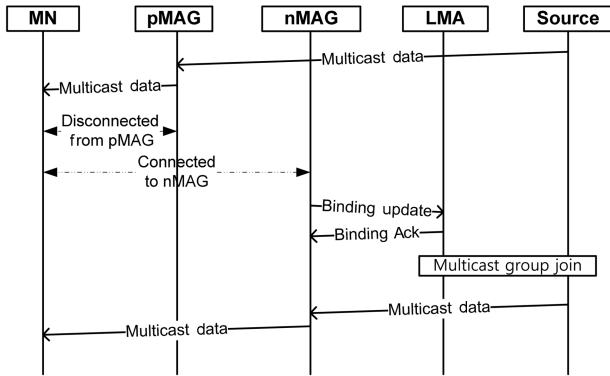 MN
pMAG
nMAG
LMA
Source
Multicast data
Multicast data
Disconnected
from pMAG
Connected
to nMAG
Binding update
Binding Ack
Multicast group join
Multicast data
Multicast data